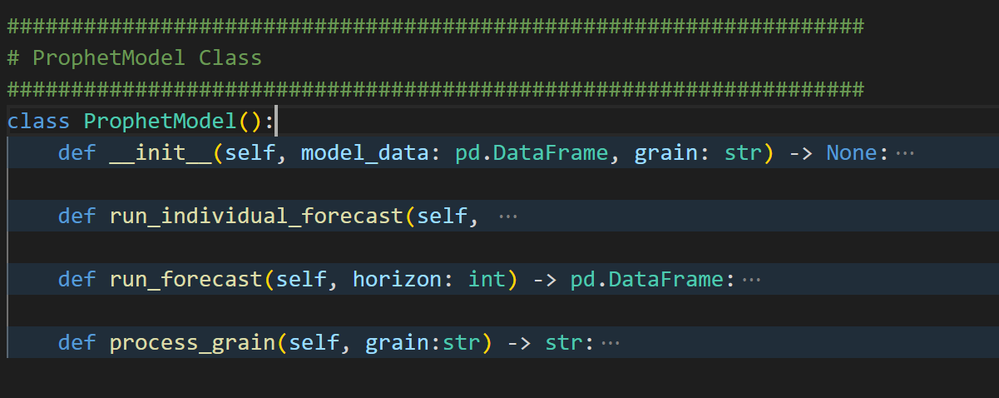 ###################################################################
# ProphetModel Class
###################################################################
class ProphetModel():
    def __init__(self, model_data: pd.DataFrame, grain: str) -> None:···
    def run_individual_forecast(self, ···
    def run_forecast(self, horizon: int) -> pd.DataFrame:···
    def process_grain(self, grain:str) -> str:···